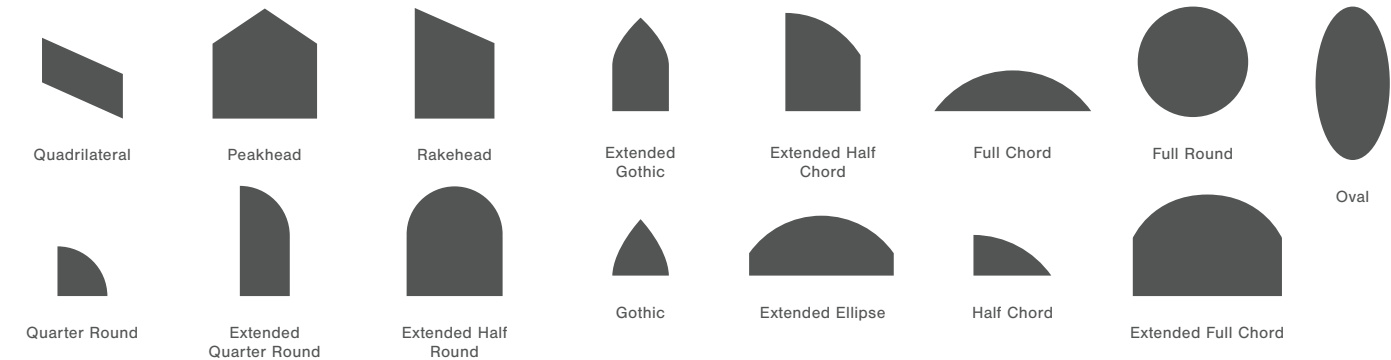 Quadrilateral
Peakhead
Rakehead
Extended
Gothic
Extended Half
Chord
Full Chord
Full Round
Oval
Quarter Round
Extended
Quarter Round
Extended Half
Round
Gothic
Extended Ellipse
Half Chord
Extended Full Chord